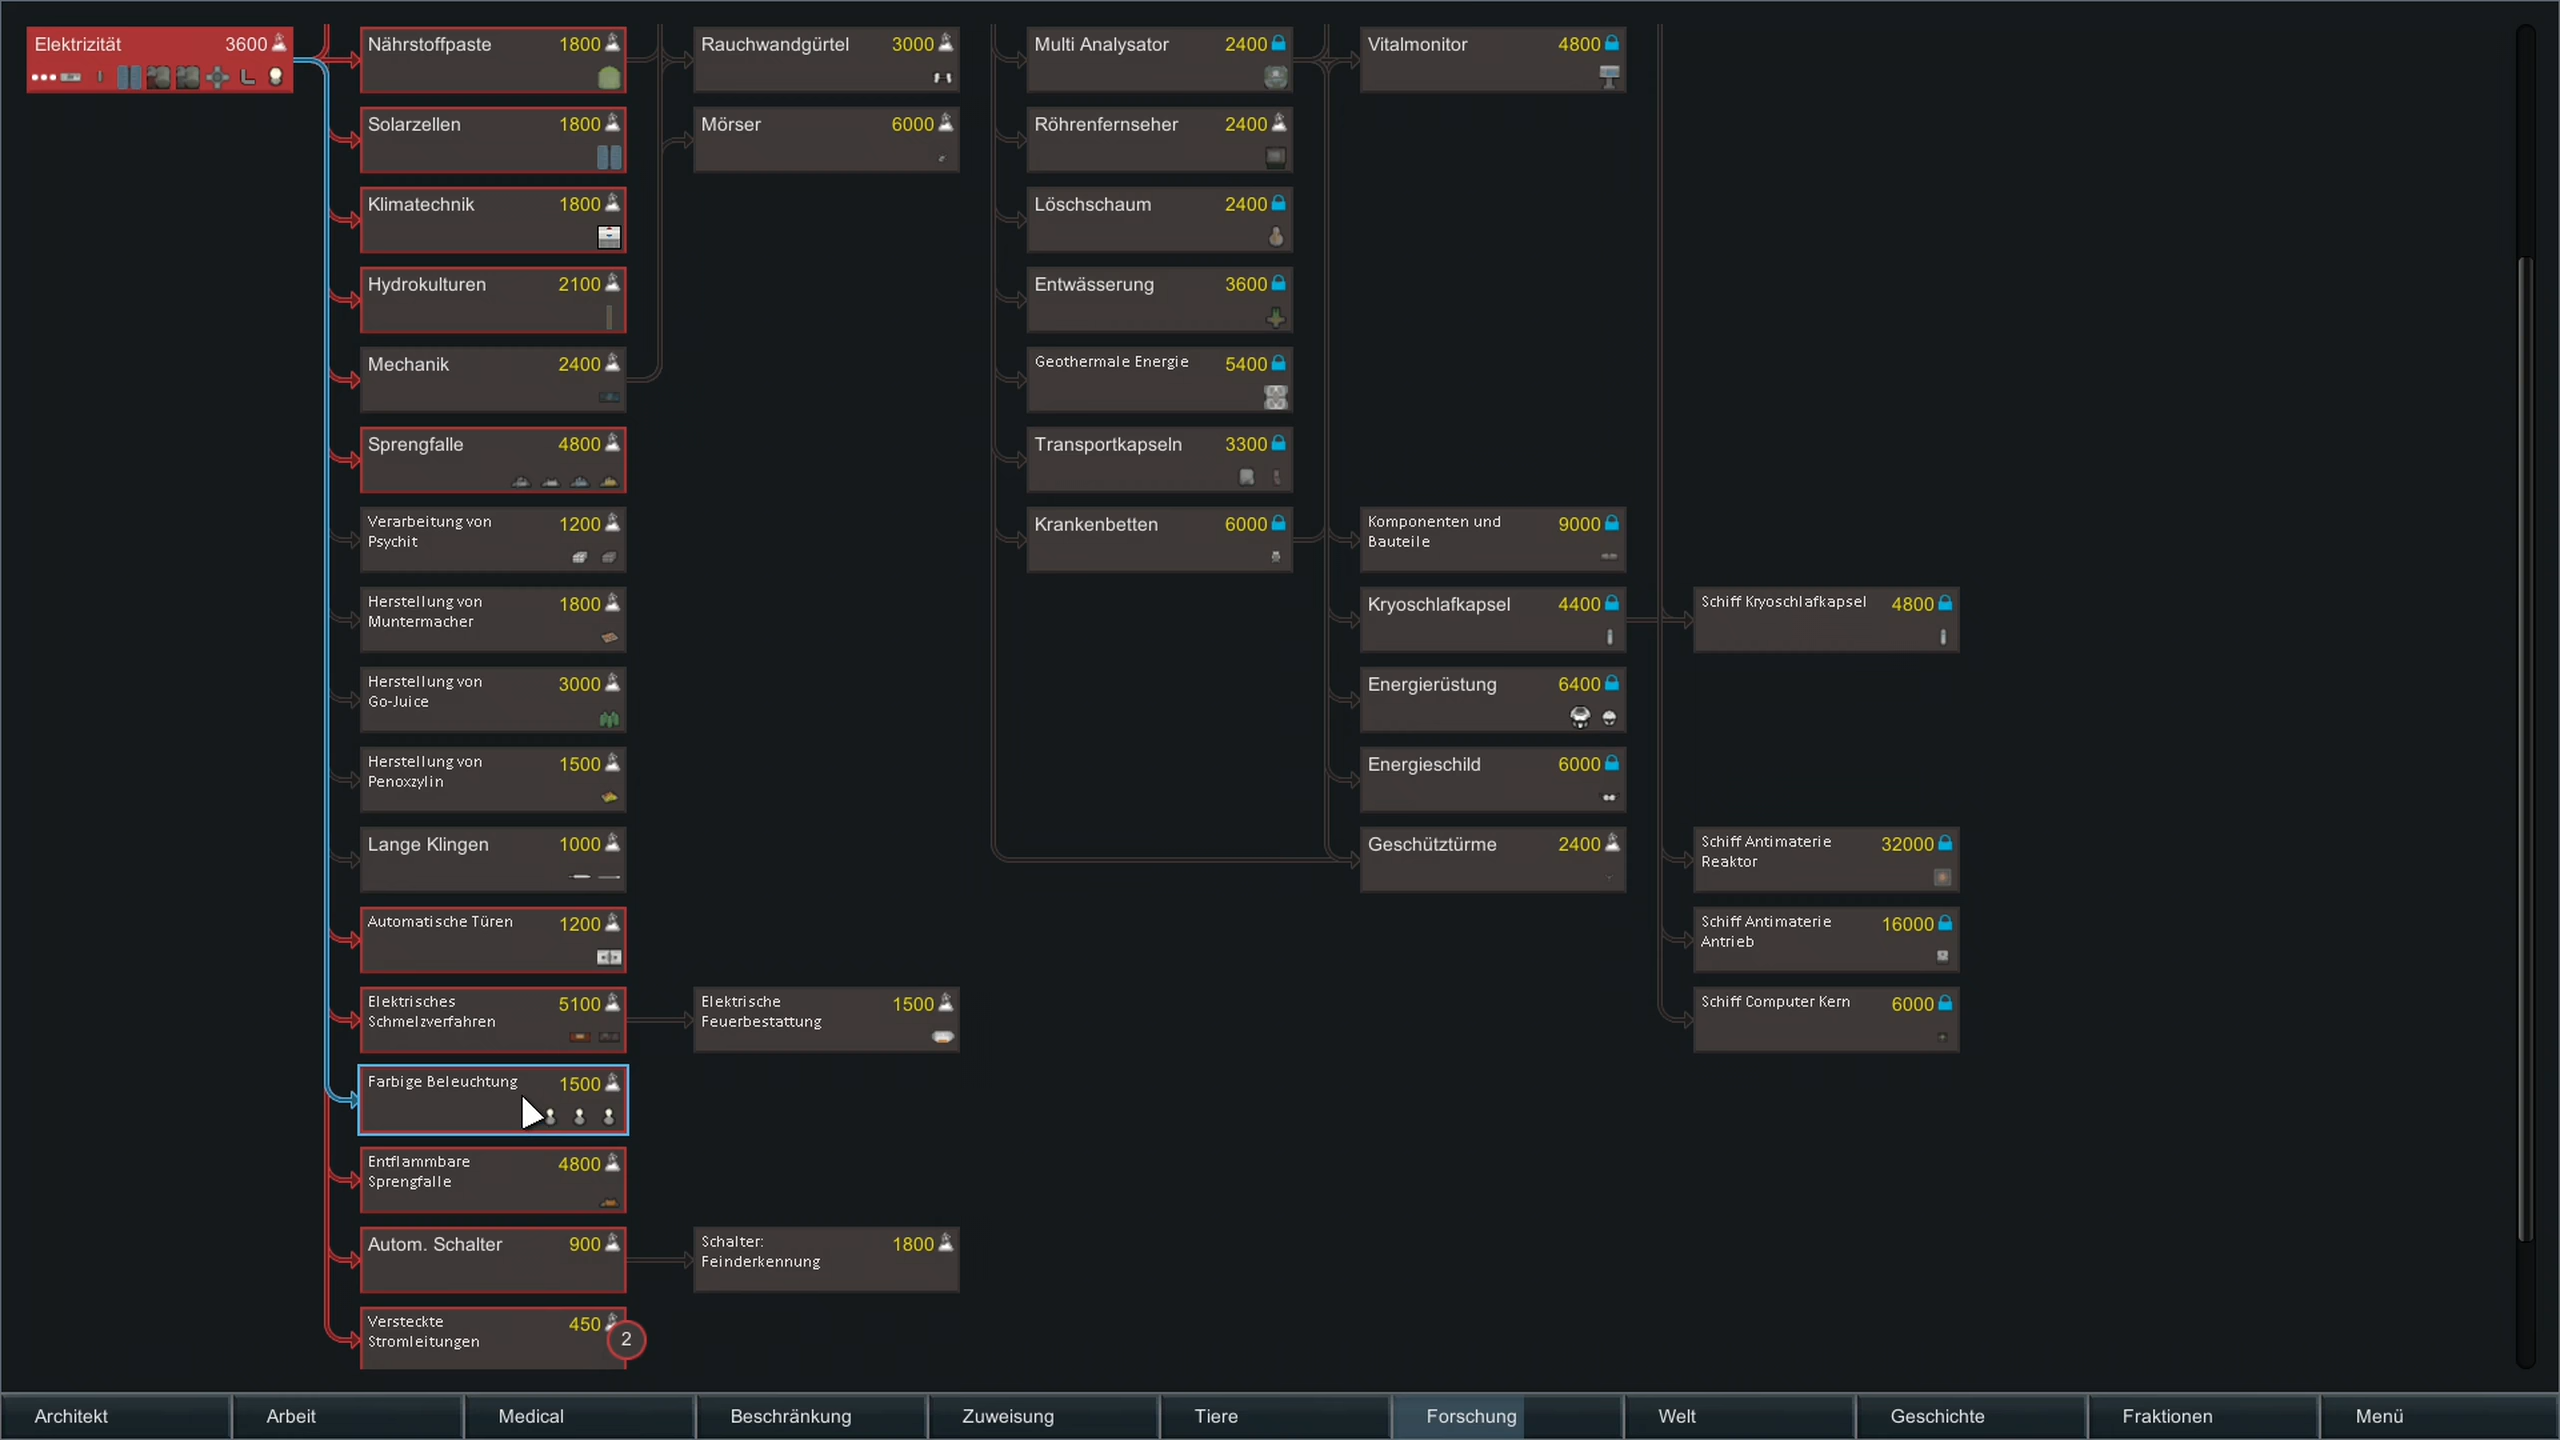 Elektrizität 3600
Nährstoffpaste 1800
Solarzellen 1800
Klimatechnik 1800
Hydrokulturen 2100
Mechanik 2400
Sprengfalle 4800
Verarbeitung von 1200
Psychit
Herstellung von 1800
Muntermacher
Herstellung von 3000
Go-Juice
Herstellung von 1500
Penoxzylin
Lange Klingen 1000
Automatische Türen 1200
Elektrisches 5100
Schmelzverfahren
Farbige Beleuchtung 1500
Entflammbare 4800
Sprengfalle
Autom. Schalter 900
Versteckte 450
Stromleitungen
2
Rauchwandgürtel 3000
Mörser 6000
Elektrische 1500
Feuerbestattung
Schalter: 1800
Feinderkennung
Multi Analysator 2400
Röhrenfernseher 2400
Löschschaum 2400
Entwässerung 3600
Geothermale Energie 5400
Transportkapseln 3300
Krankenbetten 6000
Vitalmonitor 4800
Komponenten und 9000
Bauteile
Kryoschlafkapsel 4400
Energierüstung 6400
Energieschild 6000
Geschütztürme 2400
Schiff Kryoschlafkapsel 4800
Schiff Antimaterie 32000
Reaktor
Schiff Antimaterie 16000
Antrieb
Schiff Computer Kern 6000
Architekt Arbeit Medical Beschränkung Zuweisung Tiere Forschung Welt Geschichte Fraktionen Menü